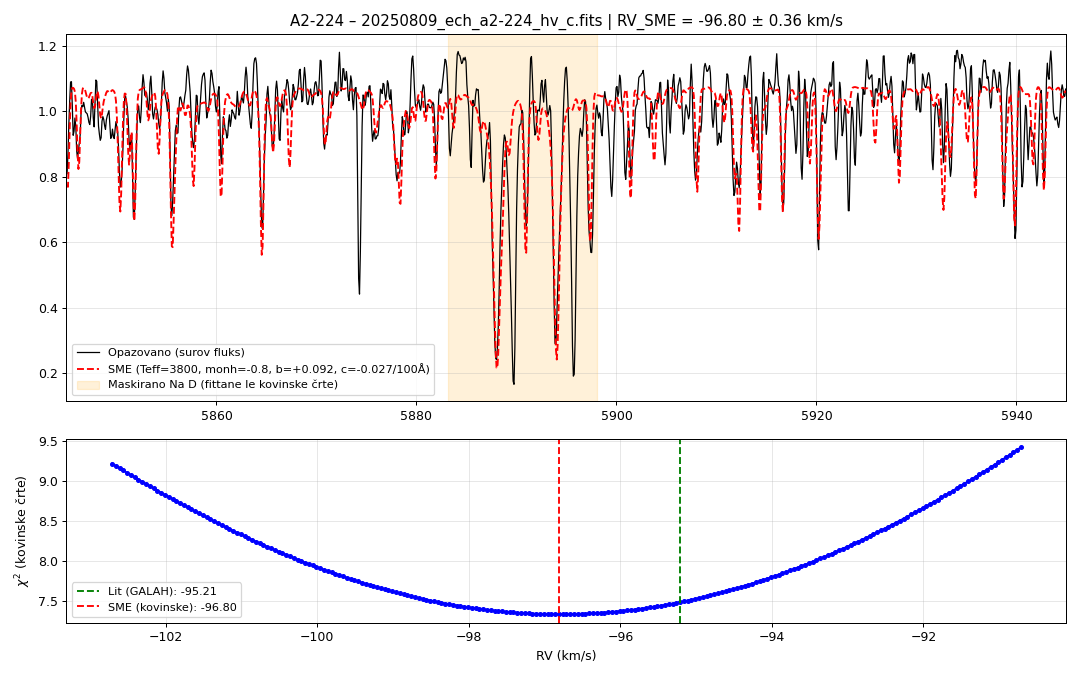 A2-224 – 20250809_ech_a2-224_hv_c.fits | RV_SME = -96.80 ± 0.36 km/s
1.2
1.0
0.8
0.6
0.4
0.2
Opazovano (surov fluks)
SME (Teff=3800, monh=-0.8, b=+0.092, c=-0.027/100Å)
Maskirano Na D (fittane le kovinske črte)
5860 5880 5900 5920 5940
9.5
9.0
8.5
8.0
7.5
χ² (kovinske črte)
Lit (GALAH): -95.21
SME (kovinske): -96.80
−102 −100 −98 −96 −94 −92
RV (km/s)